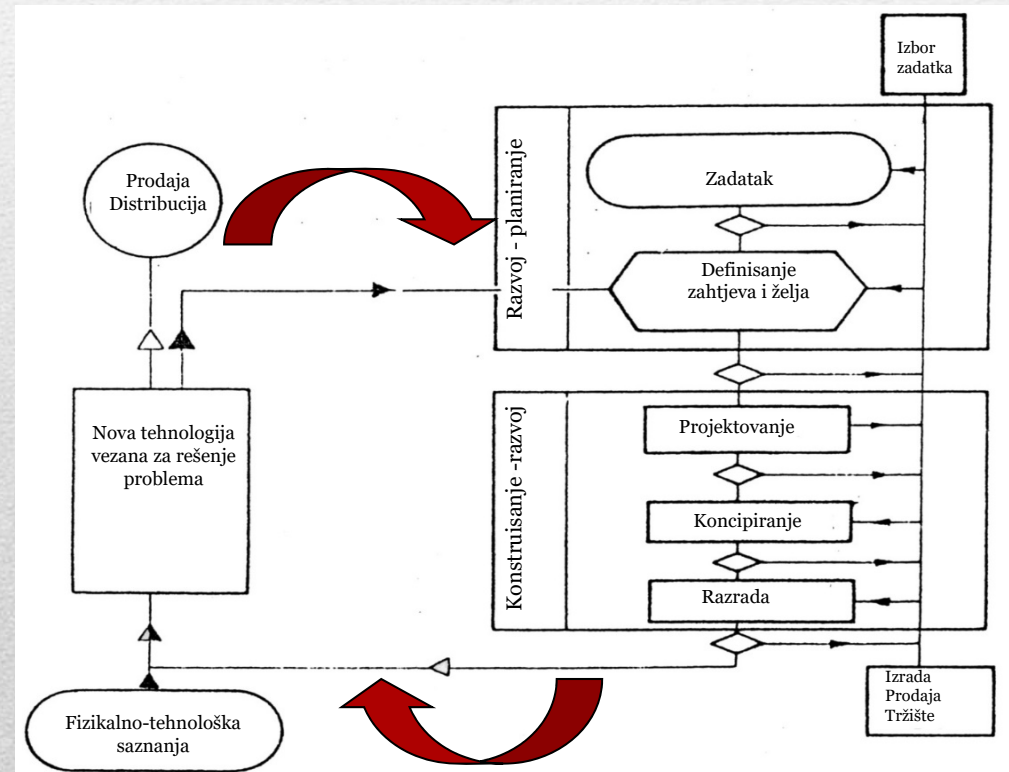 Izbor
zadatka
Razvoj - planiranje
Zadatak
Prodaja
Distribucija
Definisanje
zahtjeva i želja
Konstruisanje -razvoj
Projektovanje
Nova tehnologija
vezana za rešenje
problema
Koncipiranje
Razrada
Izrada
Prodaja
Tržište
Fizikalno-tehnološka
saznanja